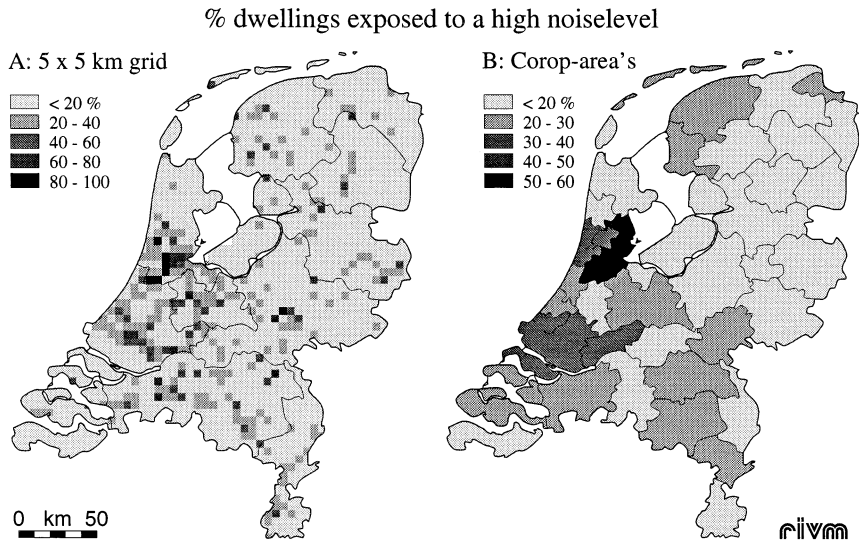 % dwellings exposed to a high noiselevel
A: 5 x 5 km grid
< 20 %
20 - 40
40 - 60
60 - 80
80 - 100
0 km 50
B: Corop-area's
< 20 %
20 - 30
30 - 40
40 - 50
50 - 60
rivm